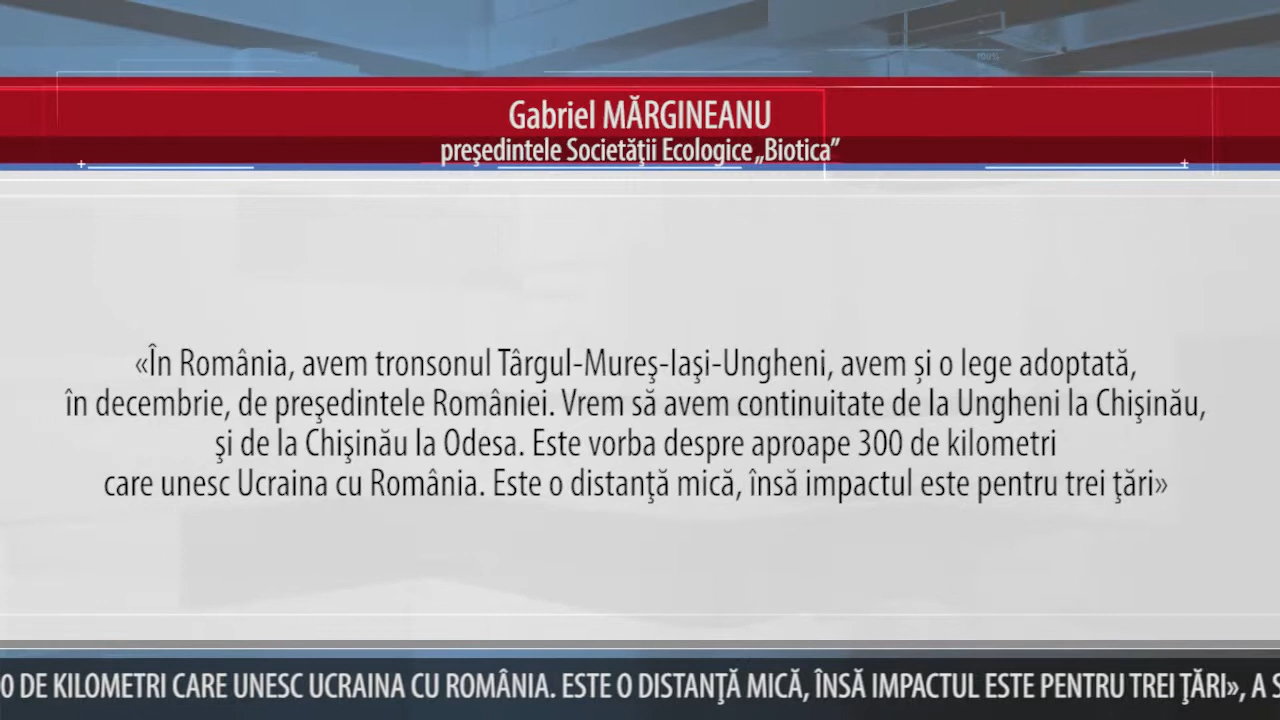 Gabriel MĂRGINEANU
preşedintele Societăţii Ecologice „Biotica”
«În România, avem tronsonul Târgul-Mureş-Iaşi-Ungheni, avem și o lege adoptată,
în decembrie, de preşedintele României. Vrem să avem continuitate de la Ungheni la Chişinău,
şi de la Chişinău la Odesa. Este vorba despre aproape 300 de kilometri
care unesc Ucraina cu România. Este o distanţă mică, însă impactul este pentru trei ţări»
0 DE KILOMETRI CARE UNESC UCRAINA CU ROMÂNIA. ESTE O DISTANŢĂ MICĂ, ÎNSĂ IMPACTUL ESTE PENTRU TREI ŢĂRI», A S